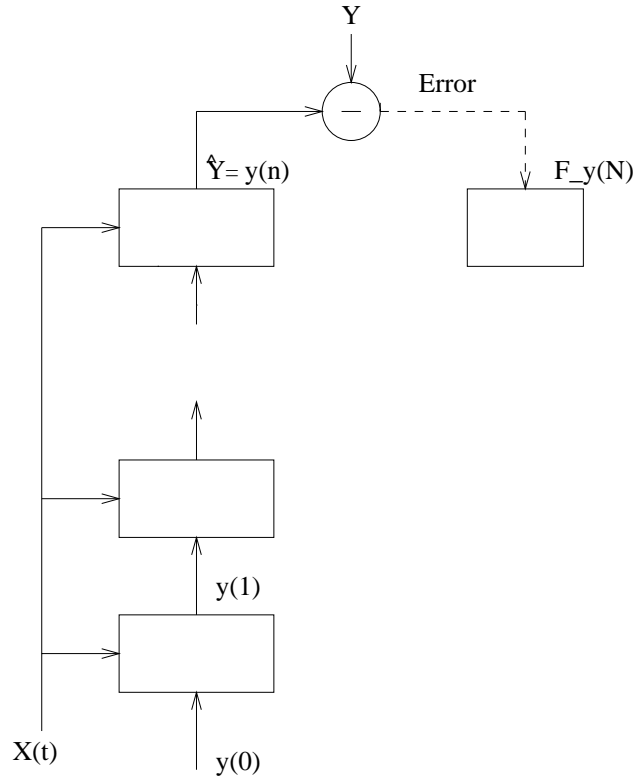 Y
Error
Ŷ= y(n)
F_y(N)
y(1)
X(t)
y(0)